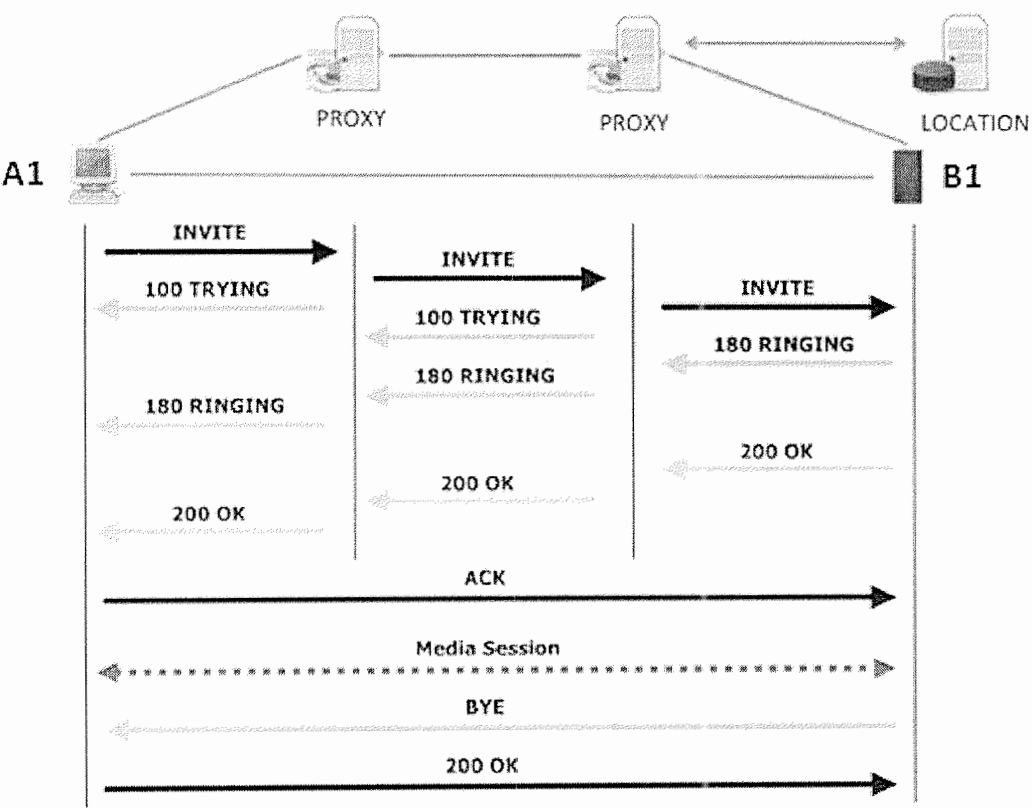 PROXY
PROXY
LOCATION
A1
B1
INVITE
INVITE
100 TRYING
INVITE
100 TRYING
180 RINGING
180 RINGING
180 RINGING
200 OK
200 OK
200 OK
ACK
Media Session
BYE
200 OK